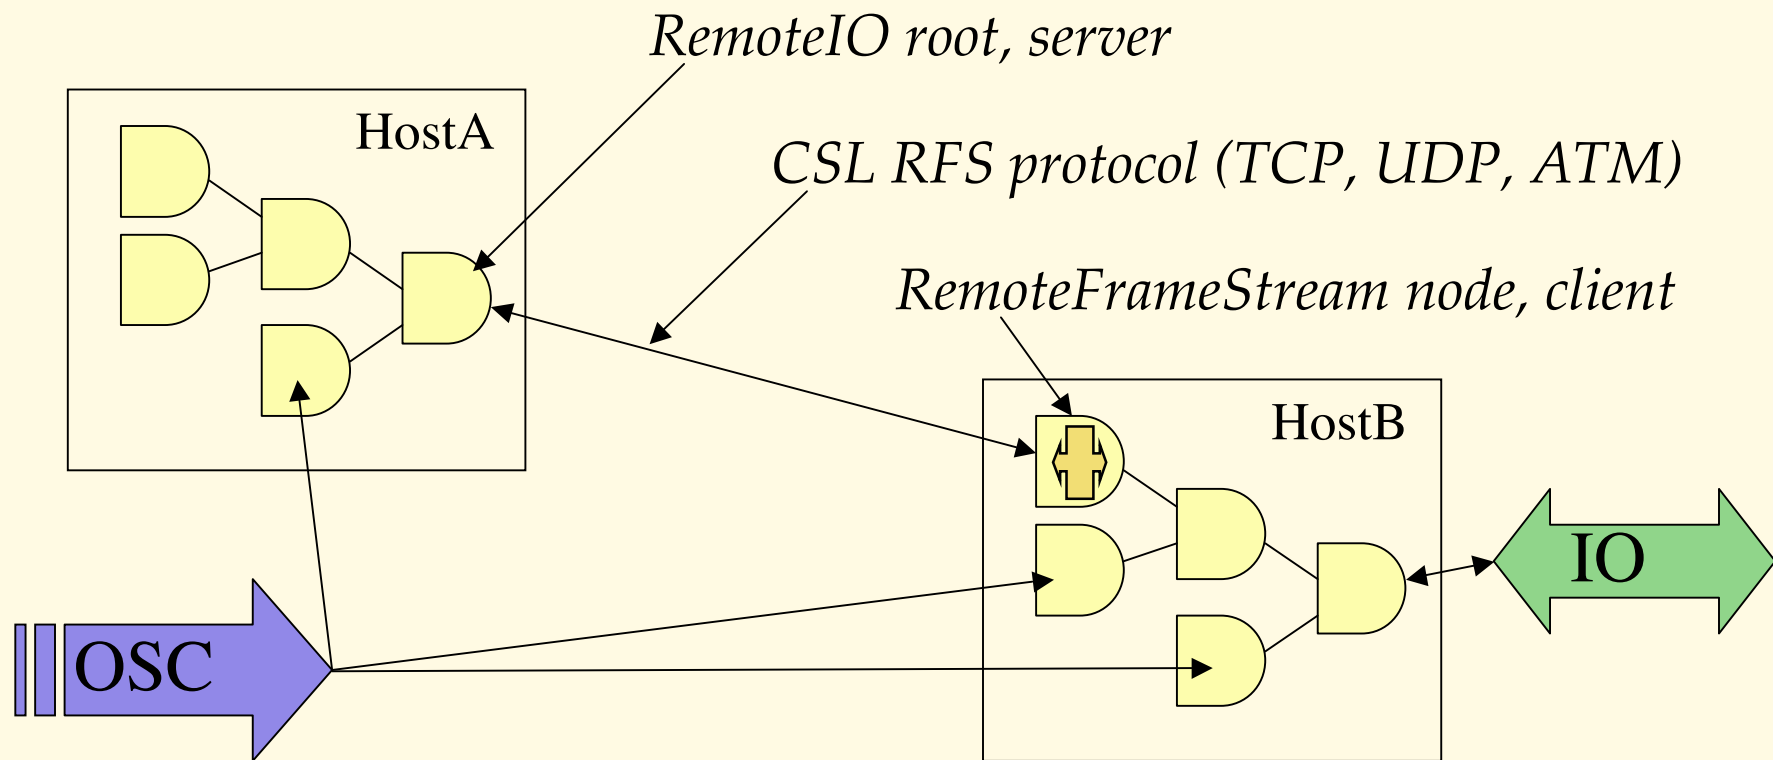 RemoteIO root, server
HostA
CSL RFS protocol (TCP, UDP, ATM)
RemoteFrameStream node, client
HostB
IO
OSC